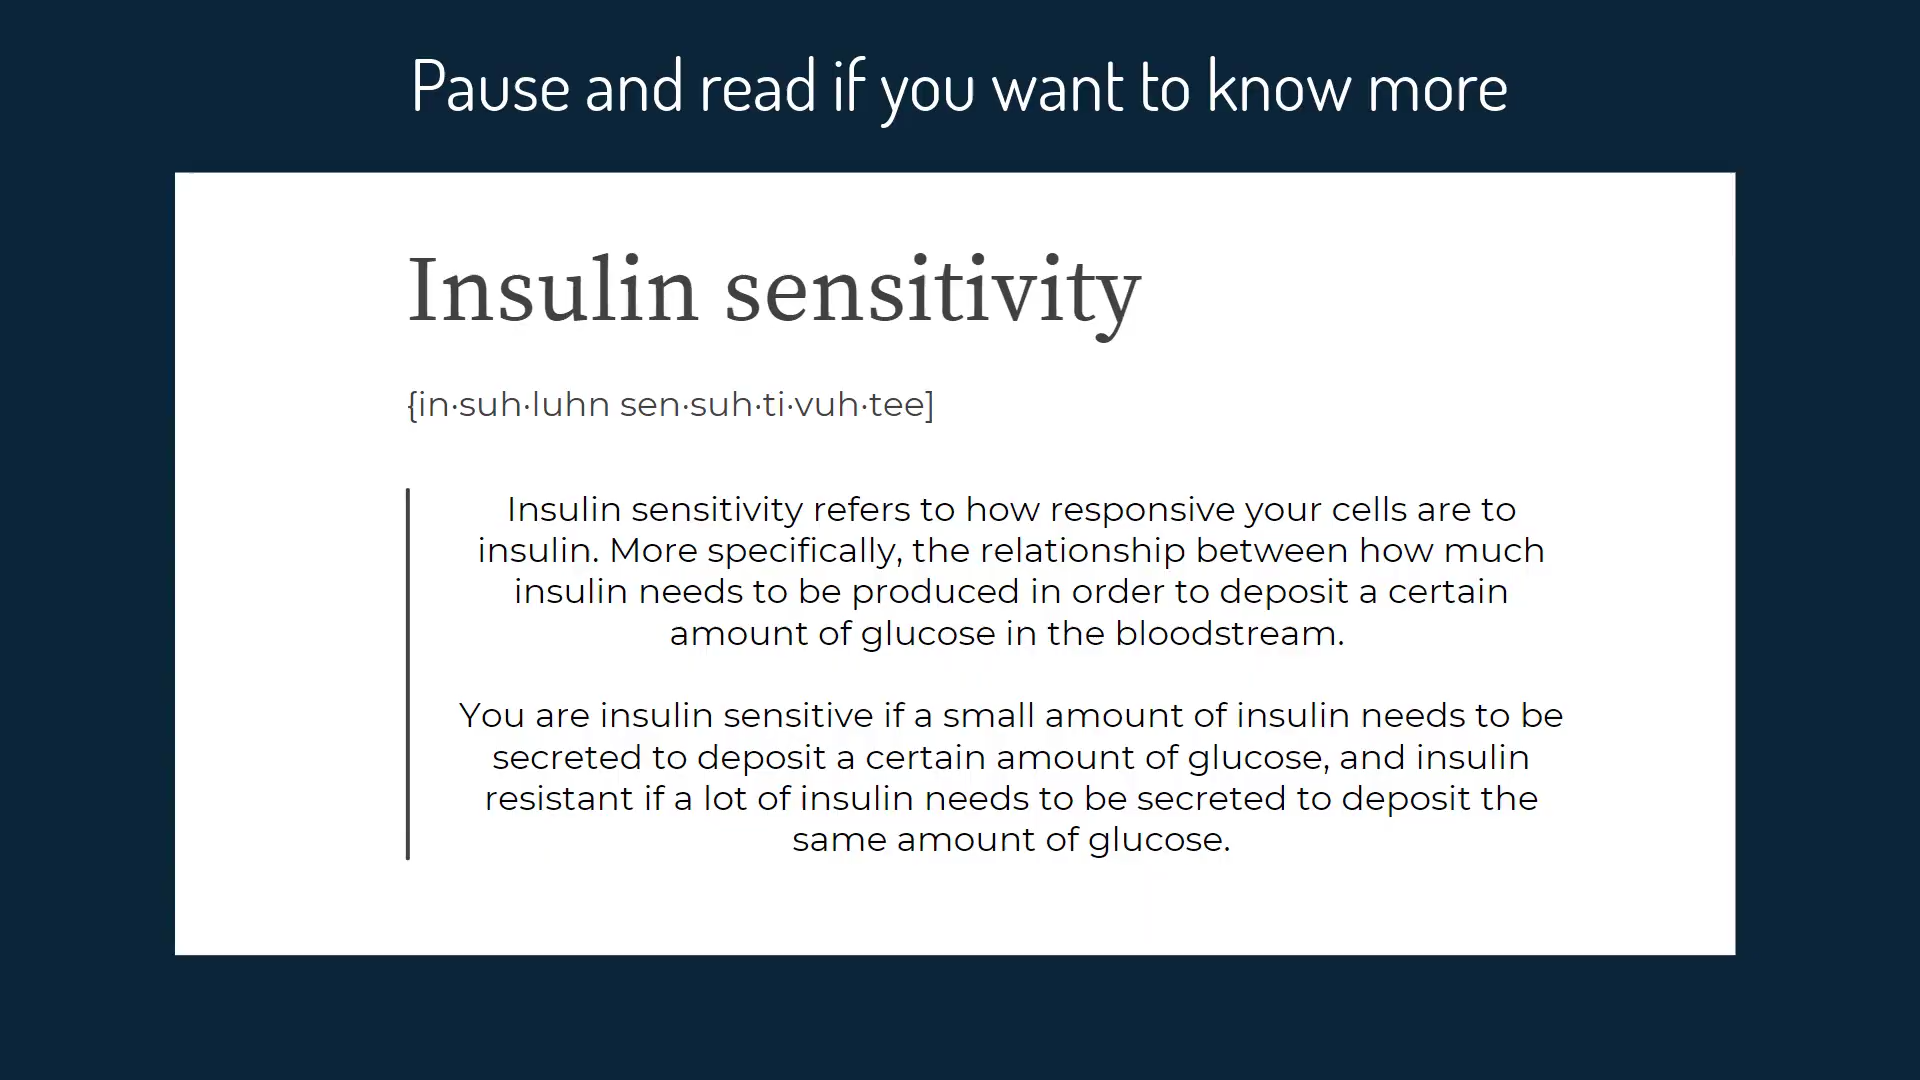 Pause and read if you want to know more
Insulin sensitivity
{in·suh·luhn sen·suh·ti·vuh·tee]
Insulin sensitivity refers to how responsive your cells are to
insulin. More specifically, the relationship between how much
insulin needs to be produced in order to deposit a certain
amount of glucose in the bloodstream.
You are insulin sensitive if a small amount of insulin needs to be
secreted to deposit a certain amount of glucose, and insulin
resistant if a lot of insulin needs to be secreted to deposit the
same amount of glucose.